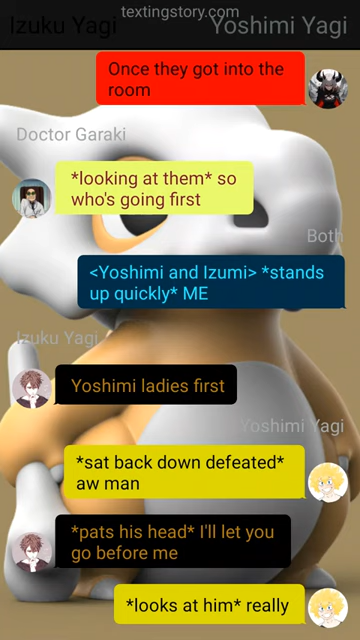 textingstory.com
Izuku Yagi
Yoshimi Yagi
Once they got into the
room
Doctor Garaki
*looking at them* so
who's going first
Both
<Yoshimi and Izumi> *stands
up quickly* ME
Izuku Yagi
Yoshimi ladies first
Yoshimi Yagi
*sat back down defeated*
aw man
*pats his head* I'll let you
go before me
*looks at him* really